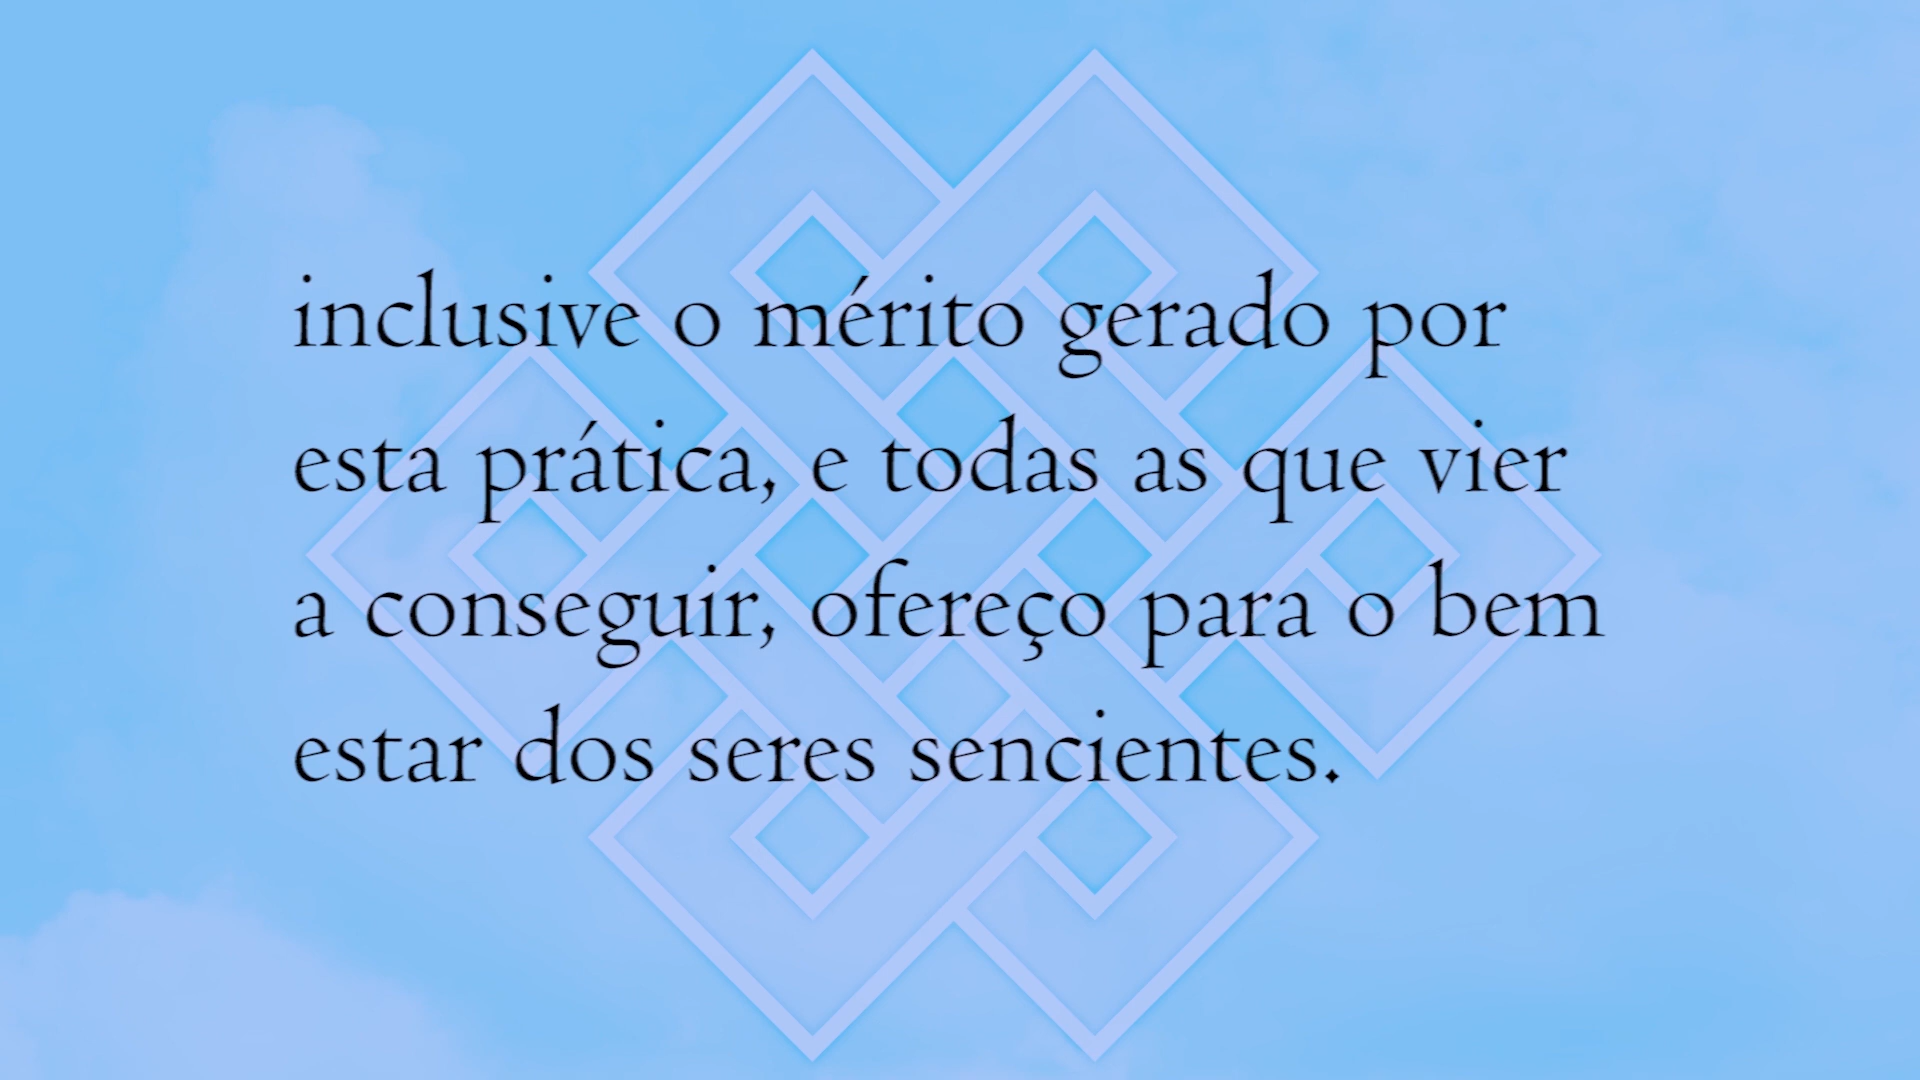 inclusive o mérito gerado por
esta prática, e todas as que vier
a conseguir, ofereço para o bem
estar dos seres sencientes.